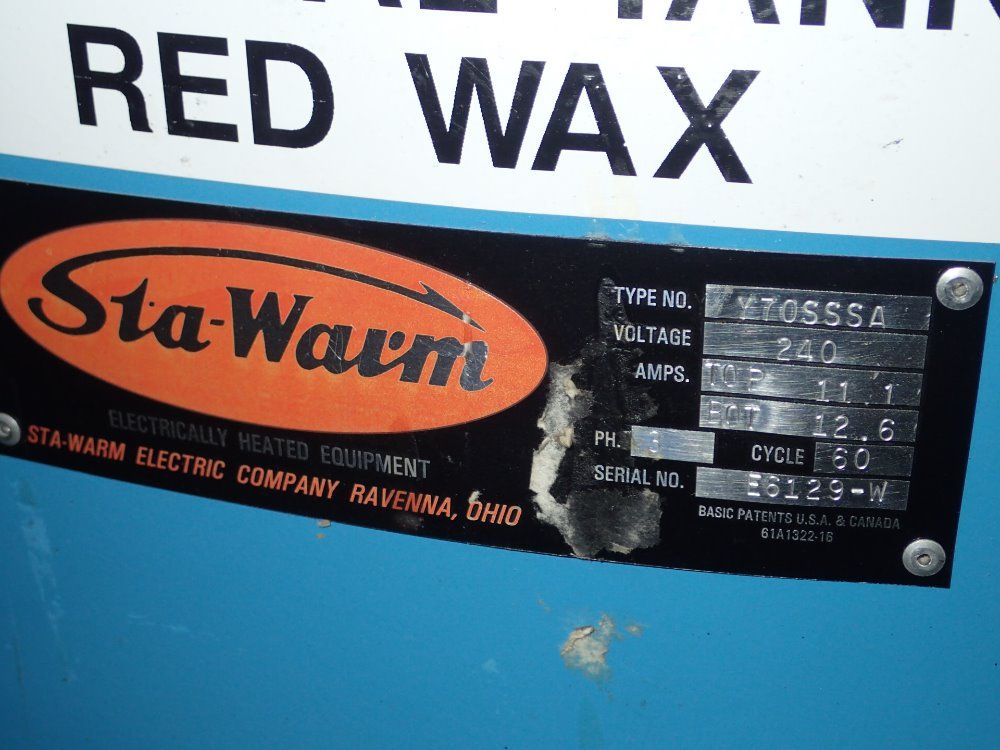 RED WAX
Sta-Warm
ELECTRICALLY HEATED EQUIPMENT
STA-WARM ELECTRIC COMPANY RAVENNA, OHIO
TYPE NO. Y70SSSA
VOLTAGE 240
AMPS. TOP 11.1
BOT 12.6
PH. 3 CYCLE 60
SERIAL NO. E6129-W
BASIC PATENTS U.S.A. & CANADA
61A1322-16